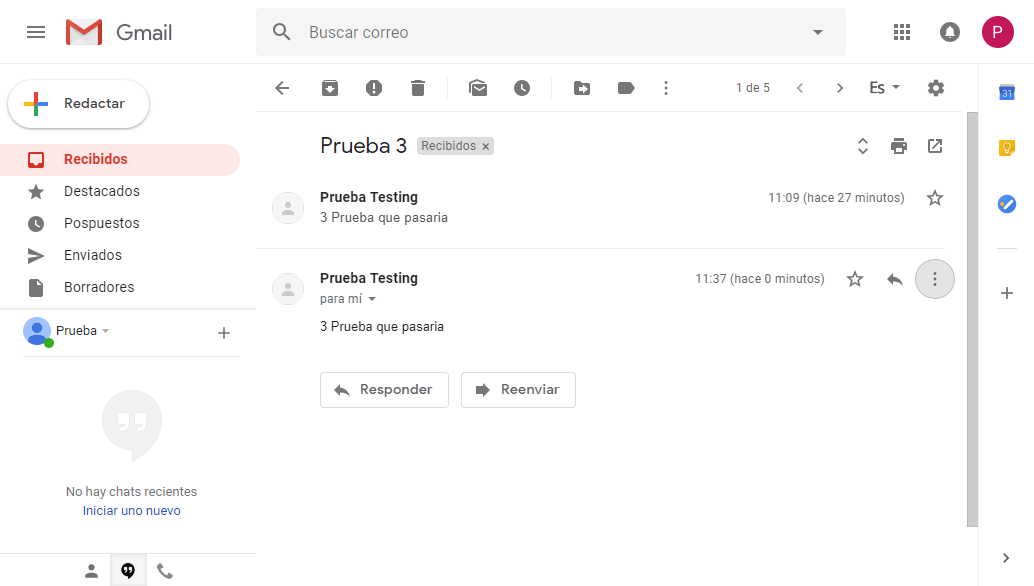 Gmail
Buscar correo
P
Redactar
1 de 5
Es
31
Recibidos
Destacados
Pospuestos
Enviados
Borradores
Prueba
No hay chats recientes
Iniciar uno nuevo
Prueba 3 Recibidos ×
Prueba Testing 11:09 (hace 27 minutos)
3 Prueba que pasaria
Prueba Testing 11:37 (hace 0 minutos)
para mí
3 Prueba que pasaria
Responder Reenviar